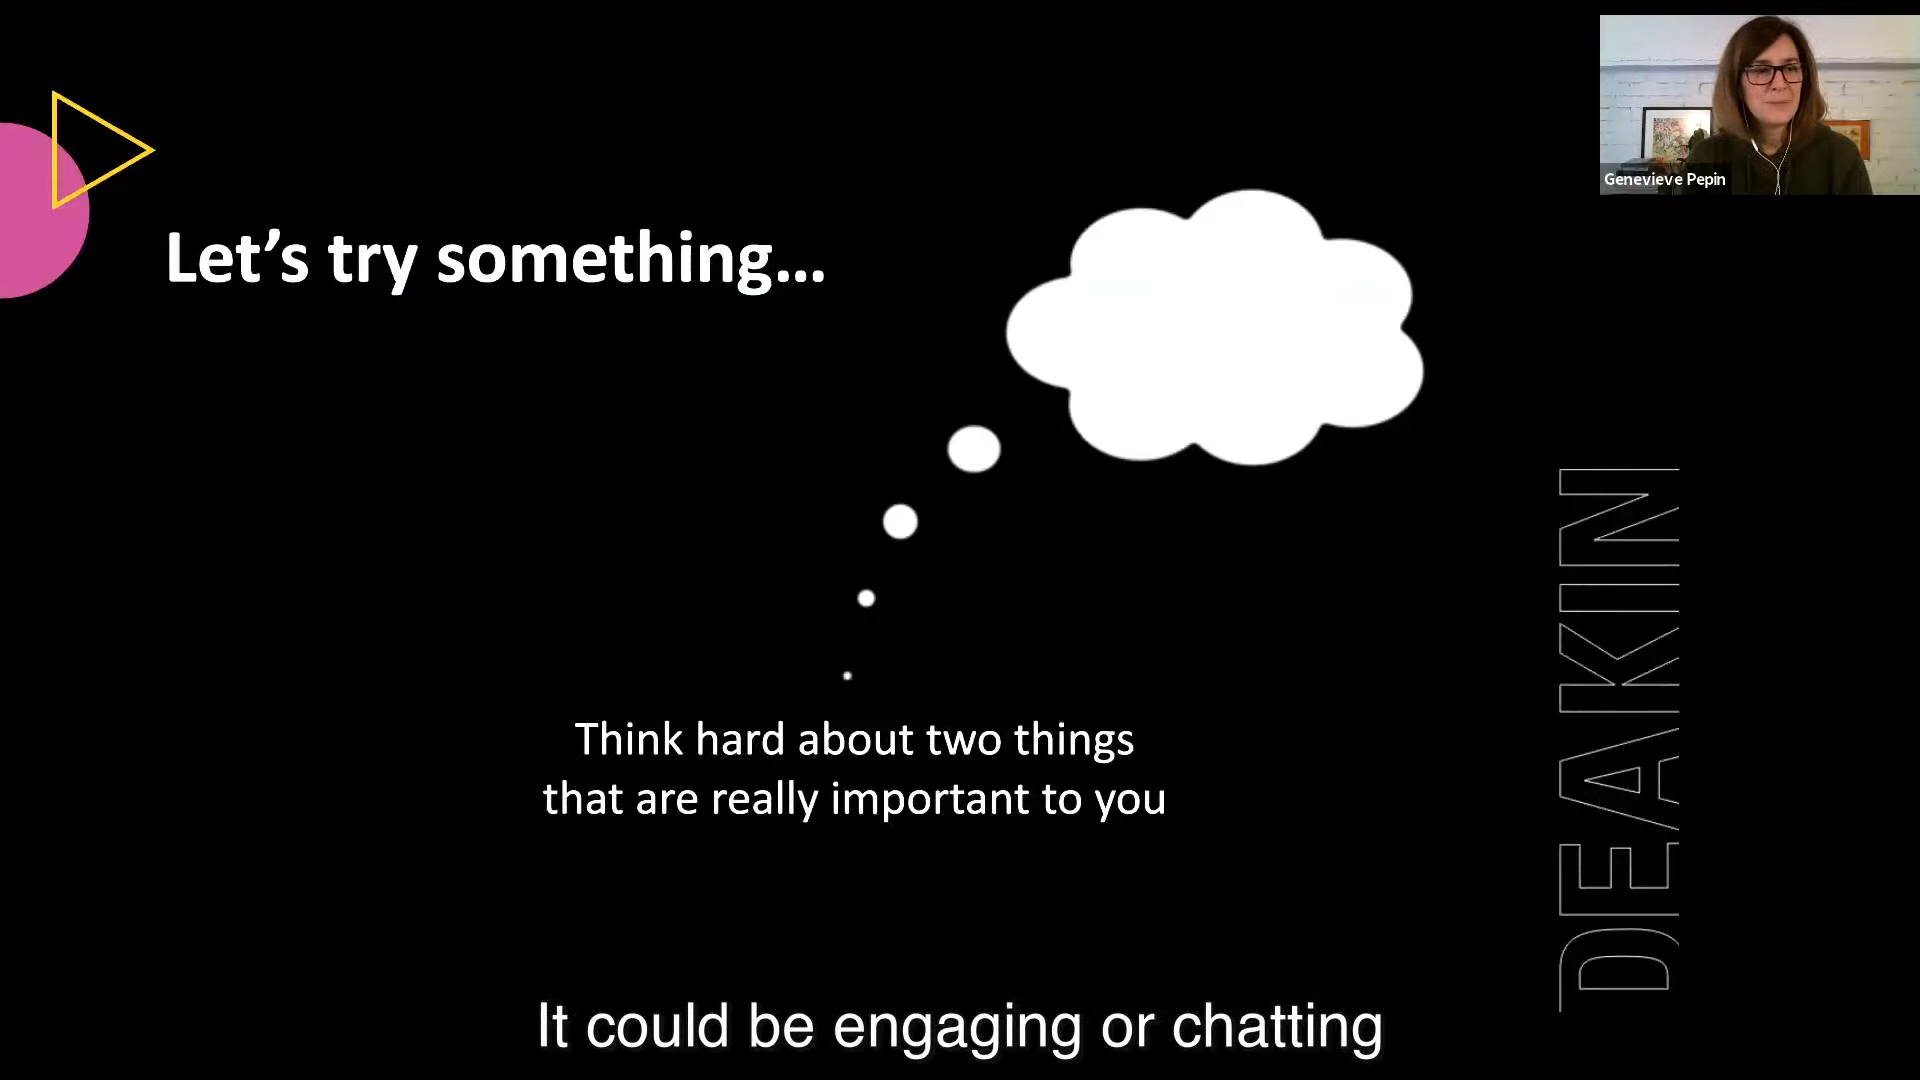 Genevieve Pepin
Let's try something...
Think hard about two things
that are really important to you
DEAKIN
It could be engaging or chatting